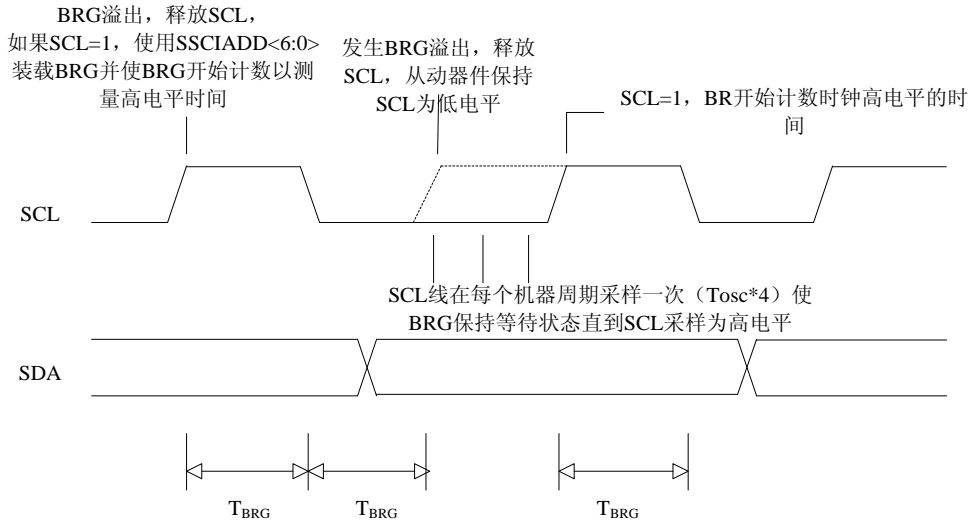 BRG溢出，释放SCL，
如果SCL=1，使用SSCIADD<6:0>
装载BRG并使BRG开始计数以测
量高电平时间
发生BRG溢出，释放
SCL，从动器件保持
SCL为低电平
SCL=1，BR开始计数时钟高电平的时
间
SCL
SCL线在每个机器周期采样一次（Tosc*4）使
BRG保持等待状态直到SCL采样为高电平
SDA
TBRG
TBRG
TBRG